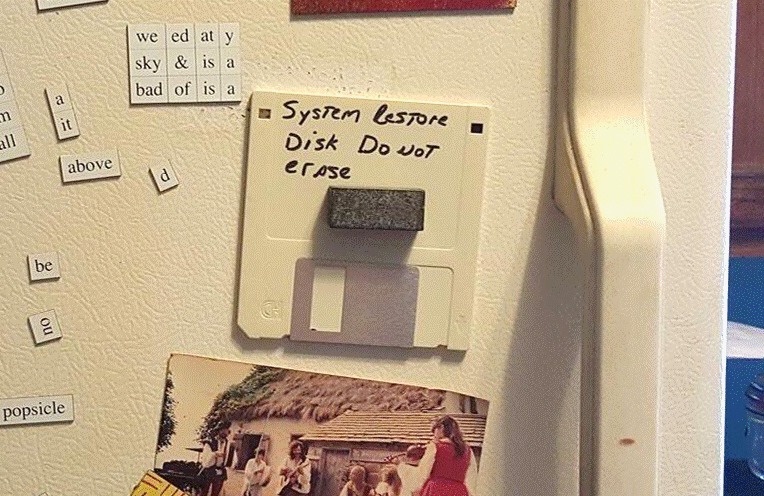 we ed at y
sky & is a
bad of is a
a
it
all
above
d
System Restore
Disk Do NOT
erase
be
no
popsicle